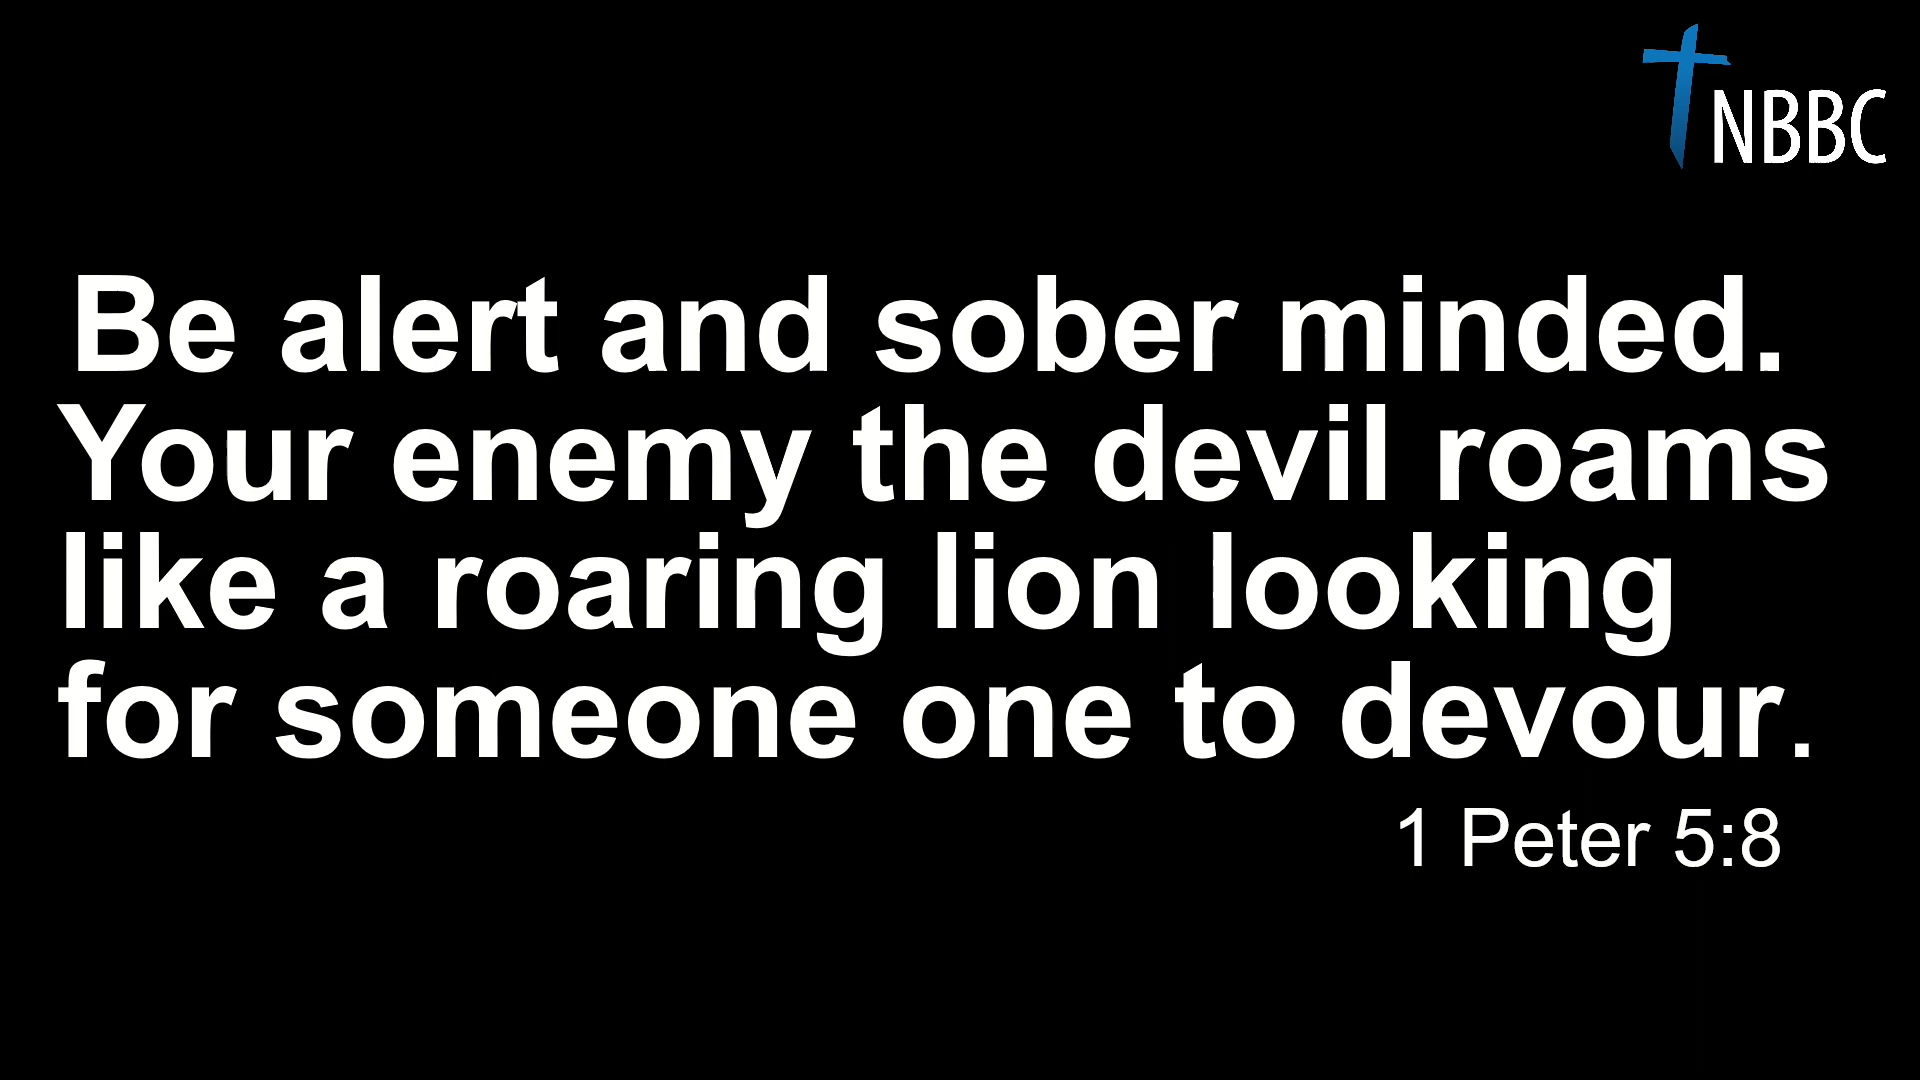 NBBC
Be alert and sober minded.
Your enemy the devil roams
like a roaring lion looking
for someone one to devour.
1 Peter 5:8